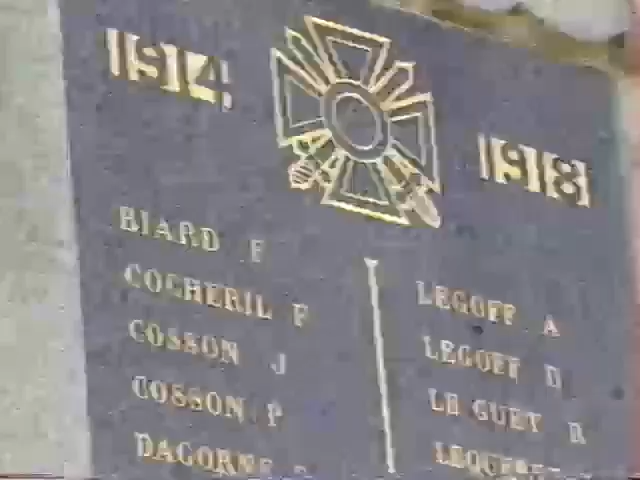 1914
1918
BIARD F
COCHERIL F
COSSON J
COSSON P
LEGOFF A
LEGOFF D
LE GUET